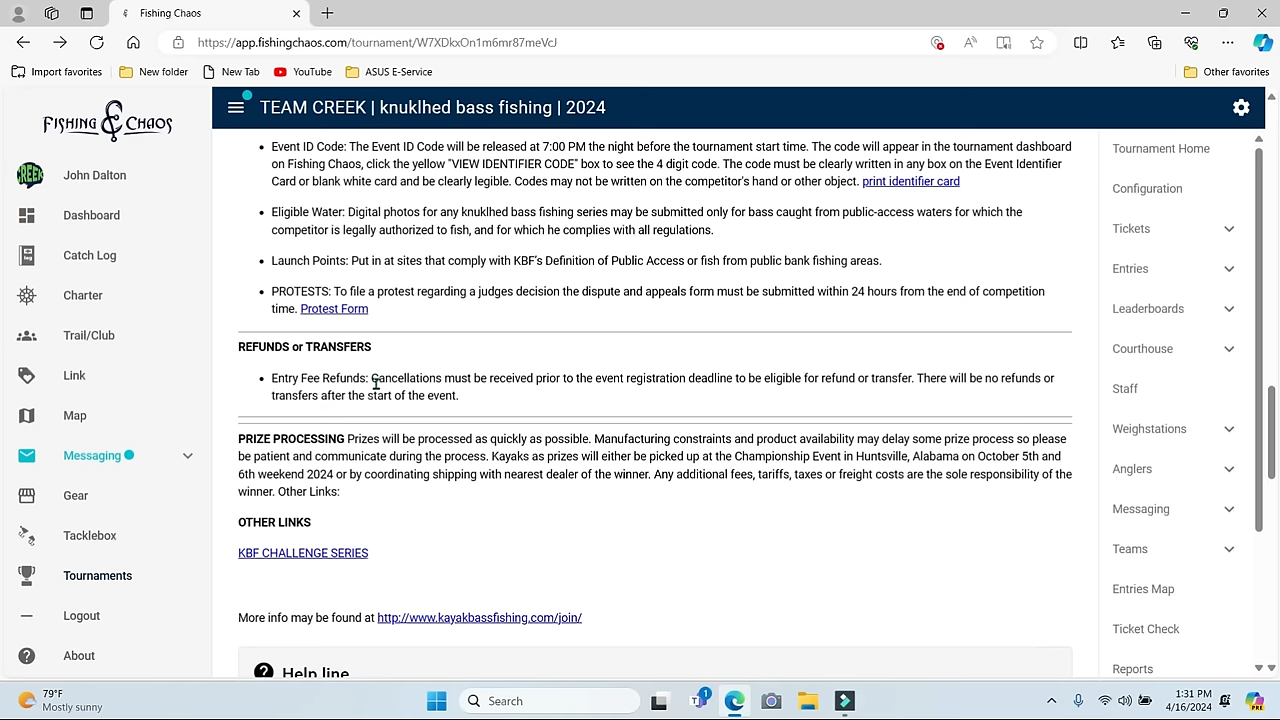 Fishing Chaos
https://app.fishingchaos.com/tournament/W7XDkxOn1m6mr87meVcJ
Import favorites
New folder
New Tab
YouTube
ASUS E-Service
Other favorites
FISHING & CHAOS
TEAM CREEK | knuklhed bass fishing | 2024
CREEK
John Dalton
Dashboard
Catch Log
Charter
Trail/Club
Link
Map
Messaging
Gear
Tacklebox
Tournaments
Logout
About
Event ID Code: The Event ID Code will be released at 7:00 PM the night before the tournament start time. The code will appear in the tournament dashboard
on Fishing Chaos, click the yellow "VIEW IDENTIFIER CODE" box to see the 4 digit code. The code must be clearly written in any box on the Event Identifier
Card or blank white card and be clearly legible. Codes may not be written on the competitor's hand or other object. print identifier card
Eligible Water: Digital photos for any knuklhed bass fishing series may be submitted only for bass caught from public-access waters for which the
competitor is legally authorized to fish, and for which he complies with all regulations.
Launch Points: Put in at sites that comply with KBF's Definition of Public Access or fish from public bank fishing areas.
PROTESTS: To file a protest regarding a judges decision the dispute and appeals form must be submitted within 24 hours from the end of competition
time. Protest Form
REFUNDS or TRANSFERS
Entry Fee Refunds: Cancellations must be received prior to the event registration deadline to be eligible for refund or transfer. There will be no refunds or
transfers after the start of the event.
PRIZE PROCESSING Prizes will be processed as quickly as possible. Manufacturing constraints and product availability may delay some prize process so please
be patient and communicate during the process. Kayaks as prizes will either be picked up at the Championship Event in Huntsville, Alabama on October 5th and
6th weekend 2024 or by coordinating shipping with nearest dealer of the winner. Any additional fees, tariffs, taxes or freight costs are the sole responsibility of the
winner. Other Links:
OTHER LINKS
KBF CHALLENGE SERIES
More info may be found at http://www.kayakbassfishing.com/join/
Help line
Tournament Home
Configuration
Tickets
Entries
Leaderboards
Courthouse
Staff
Weighstations
Anglers
Messaging
Teams
Entries Map
Ticket Check
Reports
79°F
Mostly sunny
Search
1
1:31 PM
4/16/2024
PRE